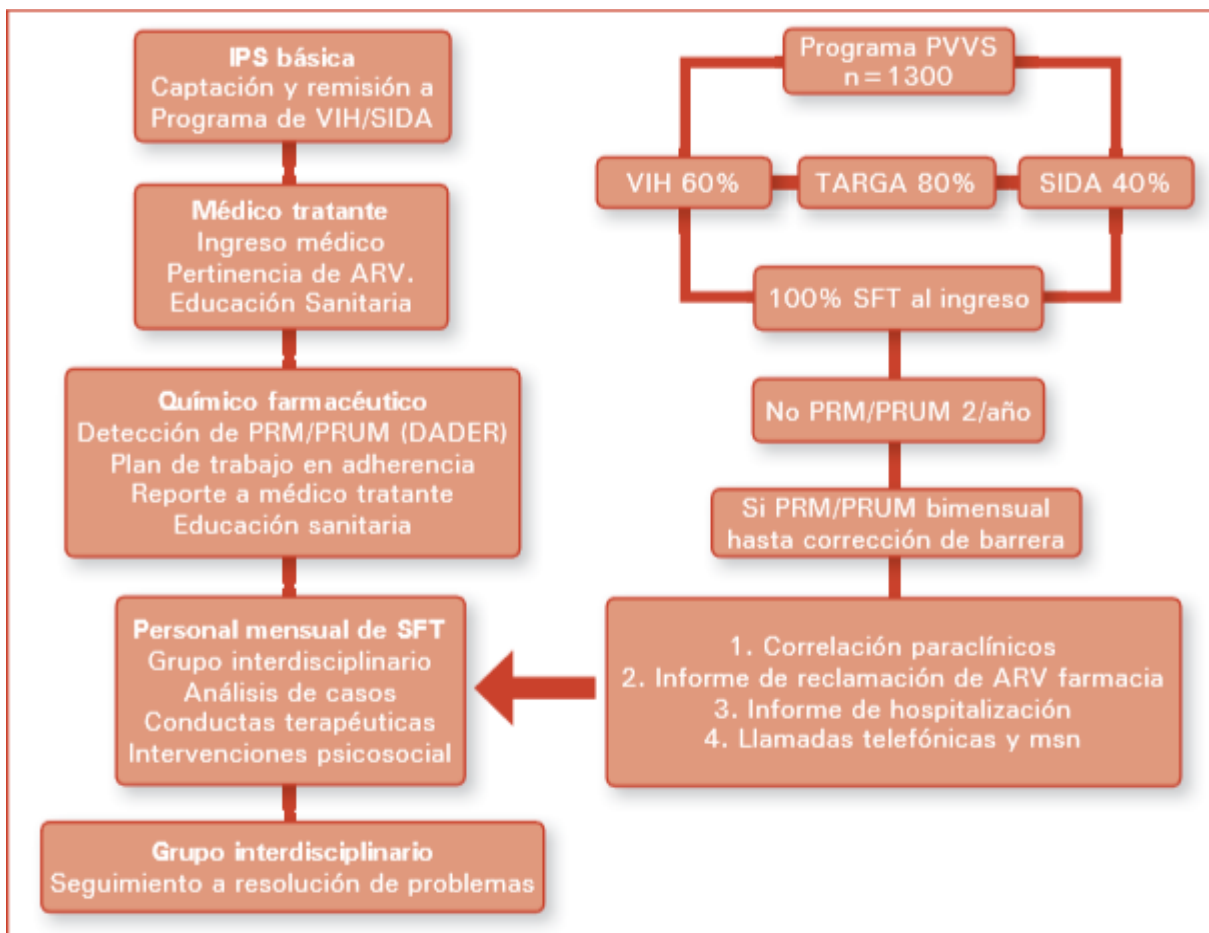 IPS básica
Captación y remisión a
Programa de VIH/SIDA
Médico tratante
Ingreso médico
Pertinencia de ARV.
Educación Sanitaria
Químico farmacéutico
Detección de PRM/PRUM (DADER)
Plan de trabajo en adherencia
Reporte a médico tratante
Educación sanitaria
Personal mensual de SFT
Grupo interdisciplinario
Análisis de casos
Conductas terapéuticas
Intervenciones psicosocial
Grupo interdisciplinario
Seguimiento a resolución de problemas
Programa PVVS
n=1300
VIH 60%
TARGA 80%
SIDA 40%
100% SFT al ingreso
No PRM/PRUM 2/año
Si PRM/PRUM bimensual
hasta corrección de barrera
1. Correlación paraclínicos
2. Informe de reclamación de ARV farmacia
3. Informe de hospitalización
4. Llamadas telefónicas y msn